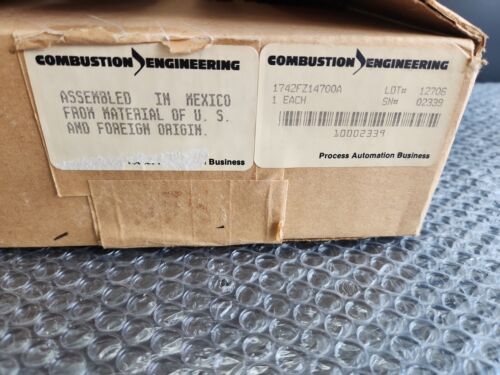 COMBUSTION ENGINEERING
ASSEMBLED IN MEXICO
FROM MATERIAL OF U. S.
AND FOREIGN ORIGIN.
Business
COMBUSTION ENGINEERING
1742FZ14700A LOT# 12706
1 EACH SN# 02339
10002339
Process Automation Business